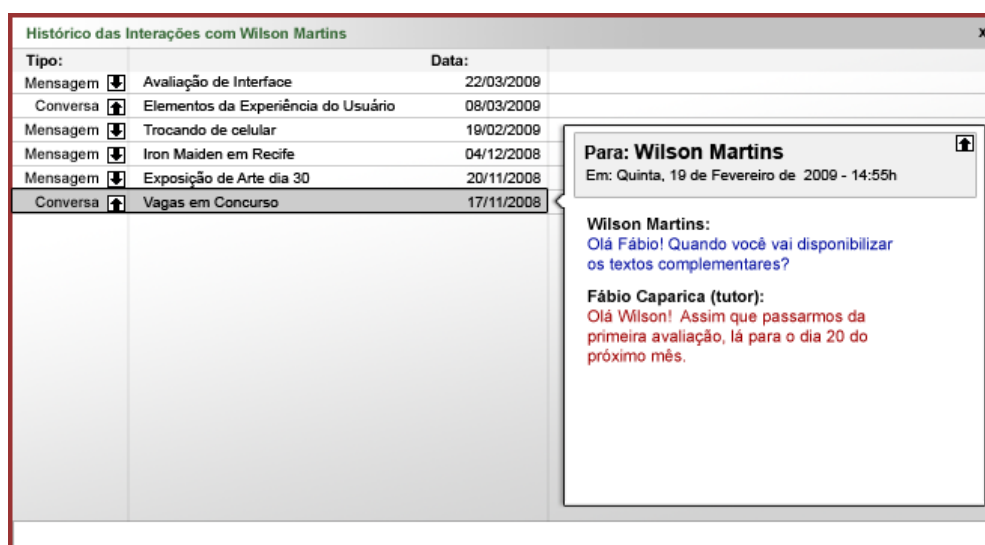 Histórico das Interações com Wilson Martins x
Tipo: Data:
Mensagem Avaliação de Interface 22/03/2009
Conversa Elementos da Experiência do Usuário 08/03/2009
Mensagem Trocando de celular 19/02/2009
Mensagem Iron Maiden em Recife 04/12/2008
Mensagem Exposição de Arte dia 30 20/11/2008
Conversa Vagas em Concurso 17/11/2008
Para: Wilson Martins
Em: Quinta, 19 de Fevereiro de 2009 - 14:55h
Wilson Martins:
Olá Fábio! Quando você vai disponibilizar
os textos complementares?
Fábio Caparica (tutor):
Olá Wilson! Assim que passarmos da
primeira avaliação, lá para o dia 20 do
próximo mês.